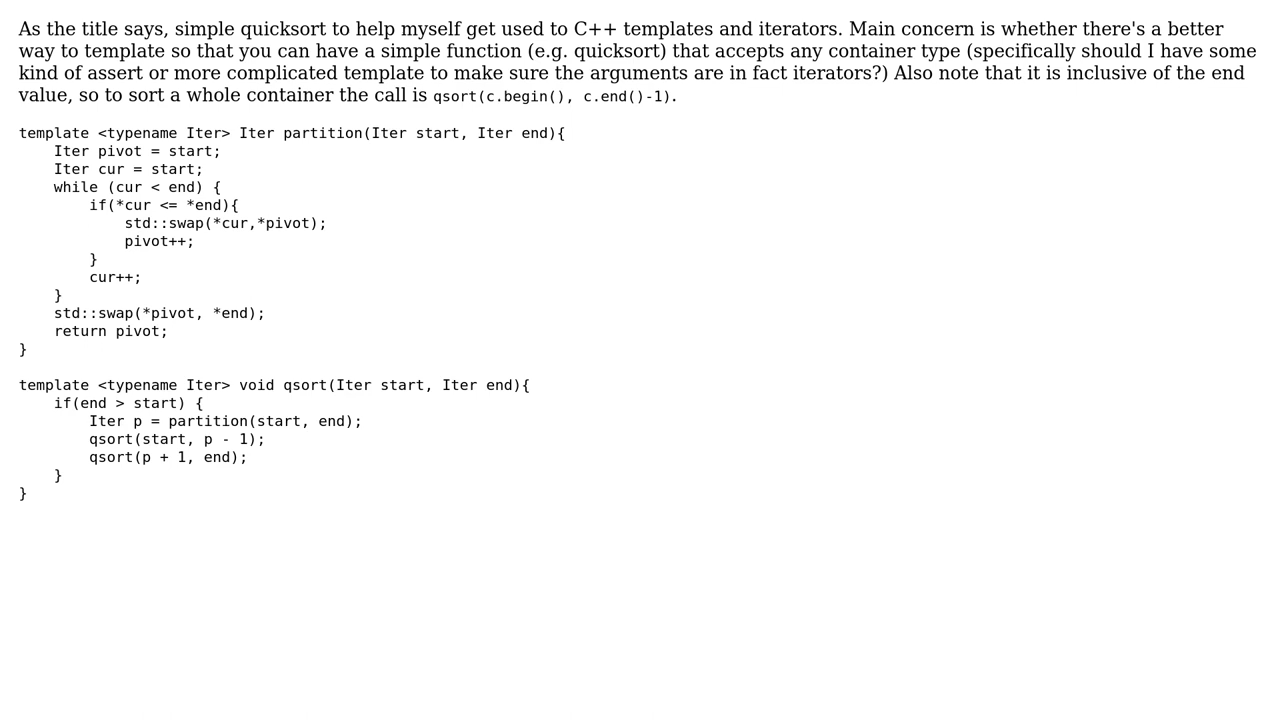 As the title says, simple quicksort to help myself get used to C++ templates and iterators. Main concern is whether there's a better
way to template so that you can have a simple function (e.g. quicksort) that accepts any container type (specifically should I have some
kind of assert or more complicated template to make sure the arguments are in fact iterators?) Also note that it is inclusive of the end
value, so to sort a whole container the call is qsort(c.begin(), c.end()-1).

template <typename Iter> Iter partition(Iter start, Iter end){
    Iter pivot = start;
    Iter cur = start;
    while (cur < end) {
        if(*cur <= *end){
            std::swap(*cur,*pivot);
            pivot++;
        }
        cur++;
    }
    std::swap(*pivot, *end);
    return pivot;
}

template <typename Iter> void qsort(Iter start, Iter end){
    if(end > start) {
        Iter p = partition(start, end);
        qsort(start, p - 1);
        qsort(p + 1, end);
    }
}